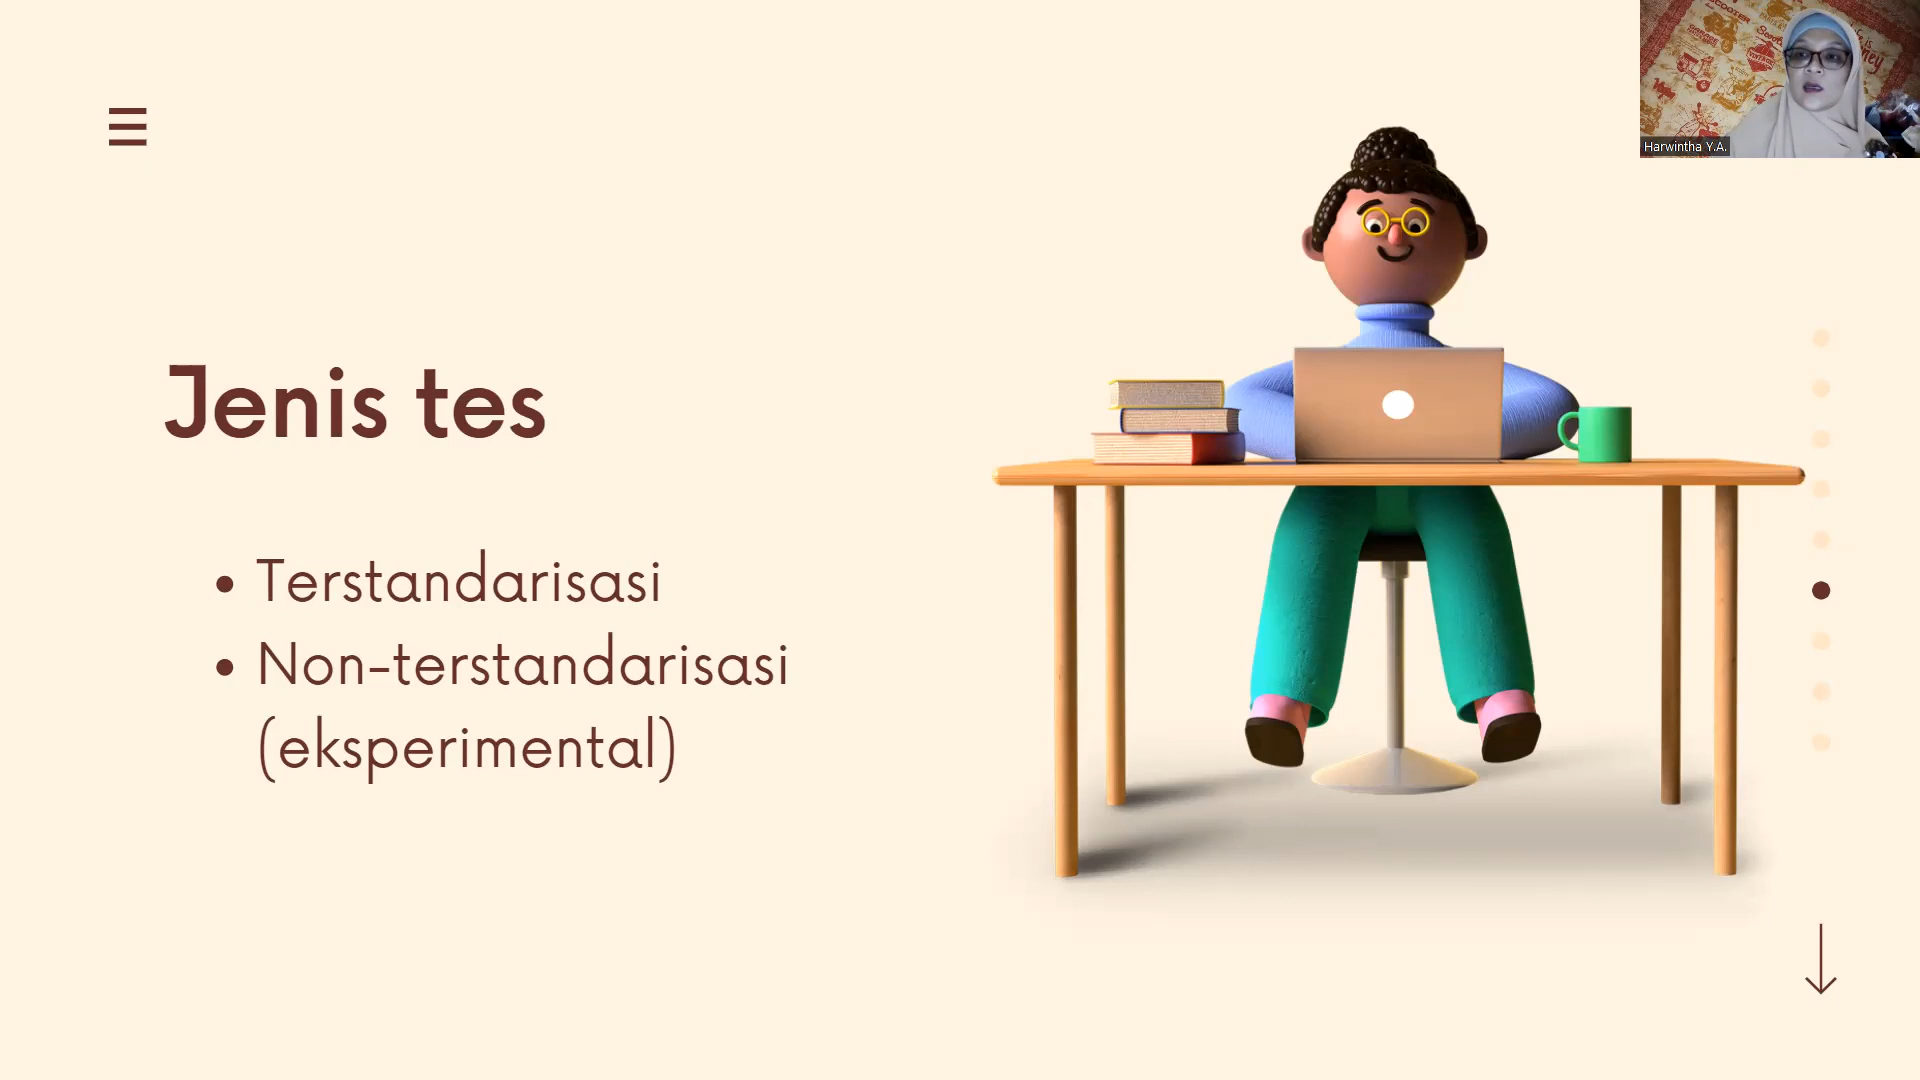 Jenis tes
• Terstandarisasi
• Non-terstandarisasi
(eksperimental)
Harwintha Y.A.